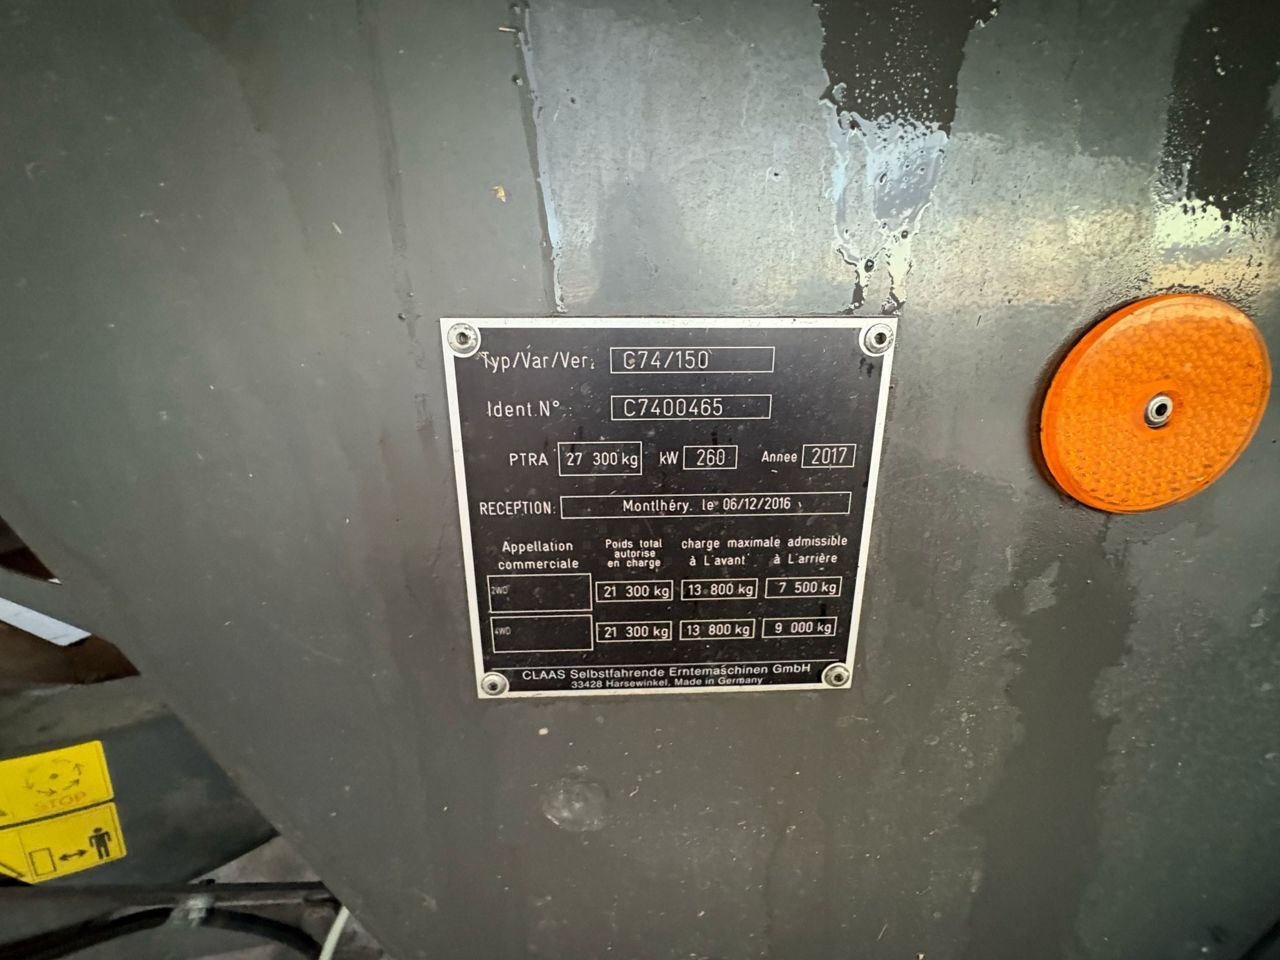 Typ/Var/Ver: C74/150
Ident.N°: C7400465
PTRA 27 300 kg kW 260 Annee 2017
RECEPTION: Montlhéry. le 06/12/2016
Appellation commerciale
Poids total autorise en charge
charge maximale admissible
à L'avant à L'arrière
2WD 21 300 kg 13 800 kg 7 500 kg
4WD 21 300 kg 13 800 kg 9 000 kg
CLAAS Selbstfahrende Erntemaschinen GmbH
33428 Harsewinkel, Made in Germany
STOP